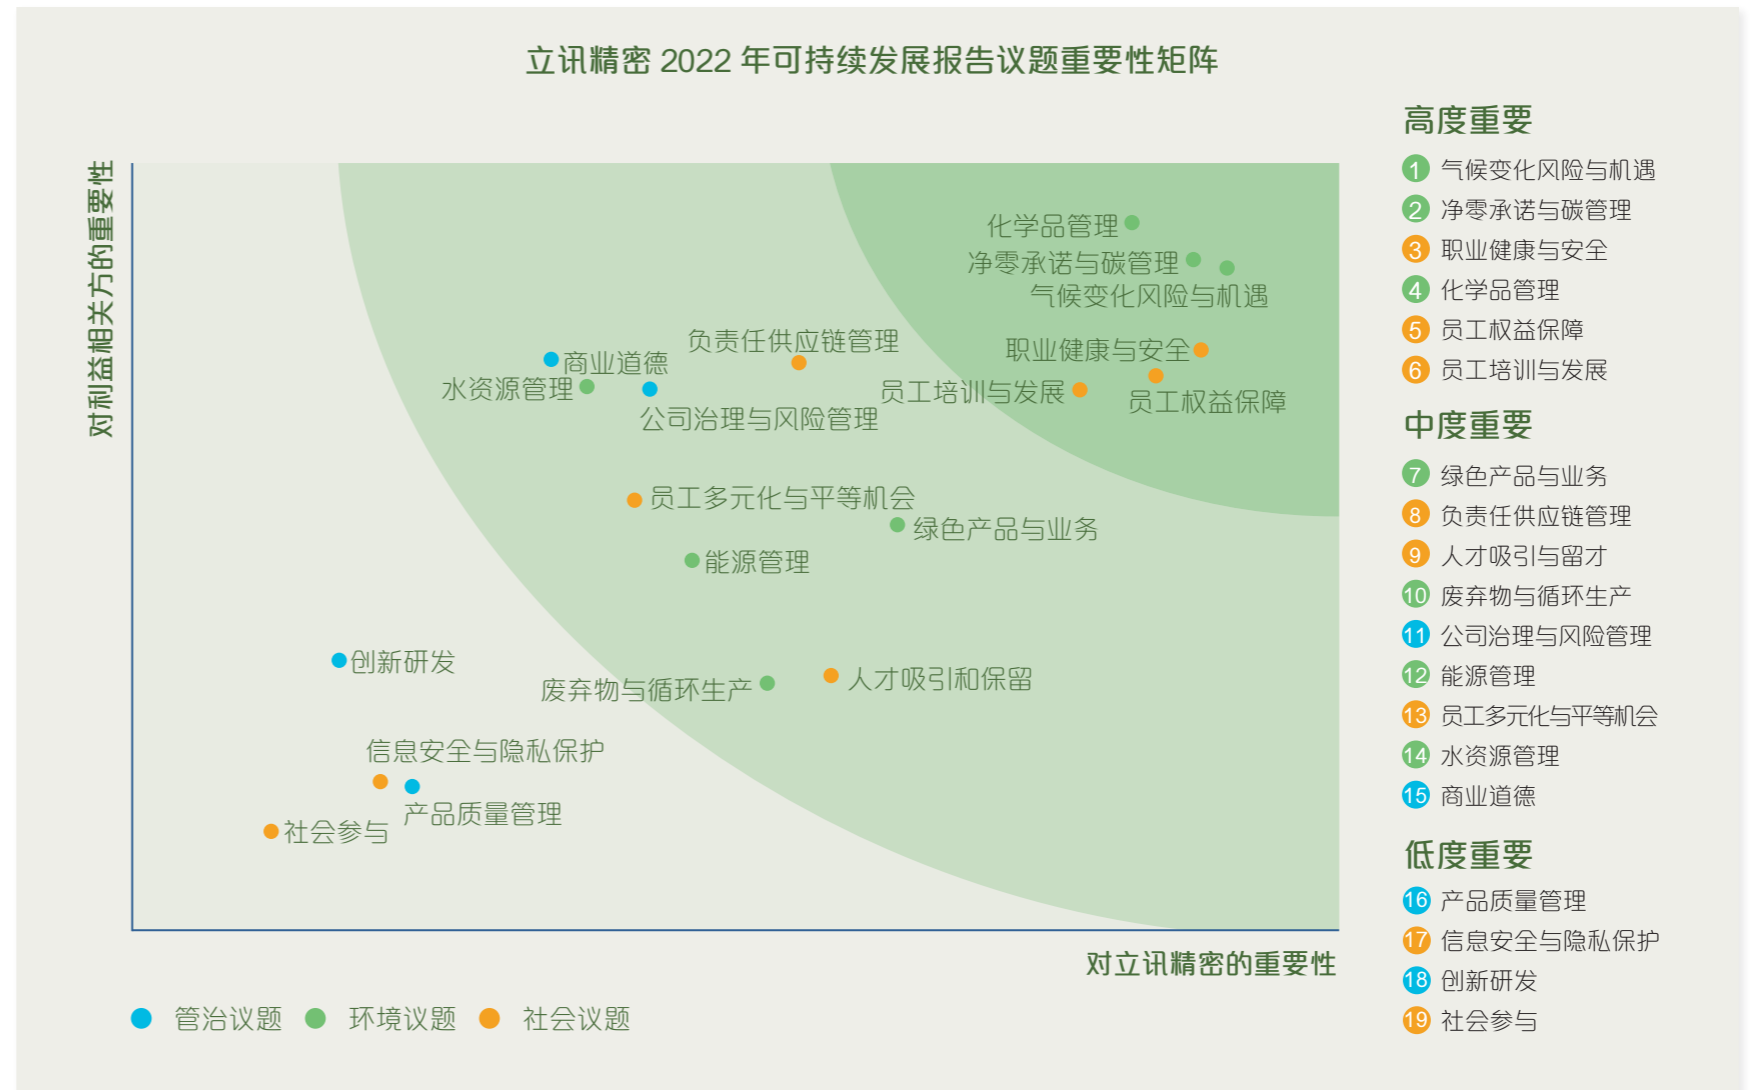 立讯精密 2022 年可持续发展报告议题重要性矩阵
对利益相关方的重要性
化学品管理
净零承诺与碳管理
气候变化风险与机遇
负责任供应链管理
职业健康与安全
商业道德
水资源管理
员工培训与发展
员工权益保障
公司治理与风险管理
员工多元化与平等机会
绿色产品与业务
能源管理
创新研发
废弃物与循环生产
人才吸引和保留
信息安全与隐私保护
产品质量管理
社会参与
对立讯精密的重要性
管治议题
环境议题
社会议题
高度重要
1 气候变化风险与机遇
2 净零承诺与碳管理
3 职业健康与安全
4 化学品管理
5 员工权益保障
6 员工培训与发展
中度重要
7 绿色产品与业务
8 负责任供应链管理
9 人才吸引与留才
10 废弃物与循环生产
11 公司治理与风险管理
12 能源管理
13 员工多元化与平等机会
14 水资源管理
15 商业道德
低度重要
16 产品质量管理
17 信息安全与隐私保护
18 创新研发
19 社会参与